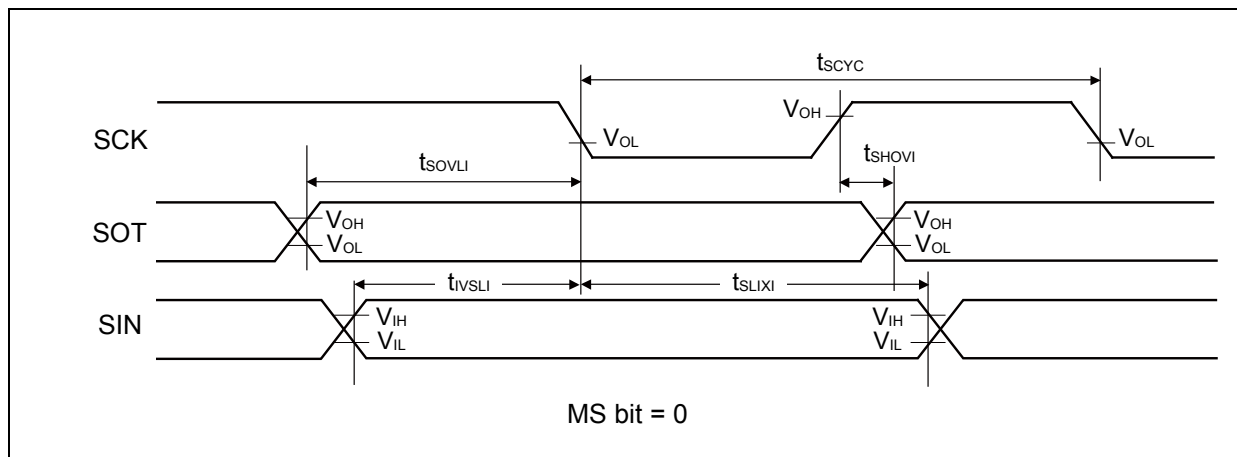 tSCYC
VOH
SCK
VOL
VOL
tSHOVI
tSOVLI
VOH
VOH
SOT
VOL
VOL
tIVSLI
tSLIXI
SIN
VIH
VIH
VIL
VIL
MS bit = 0